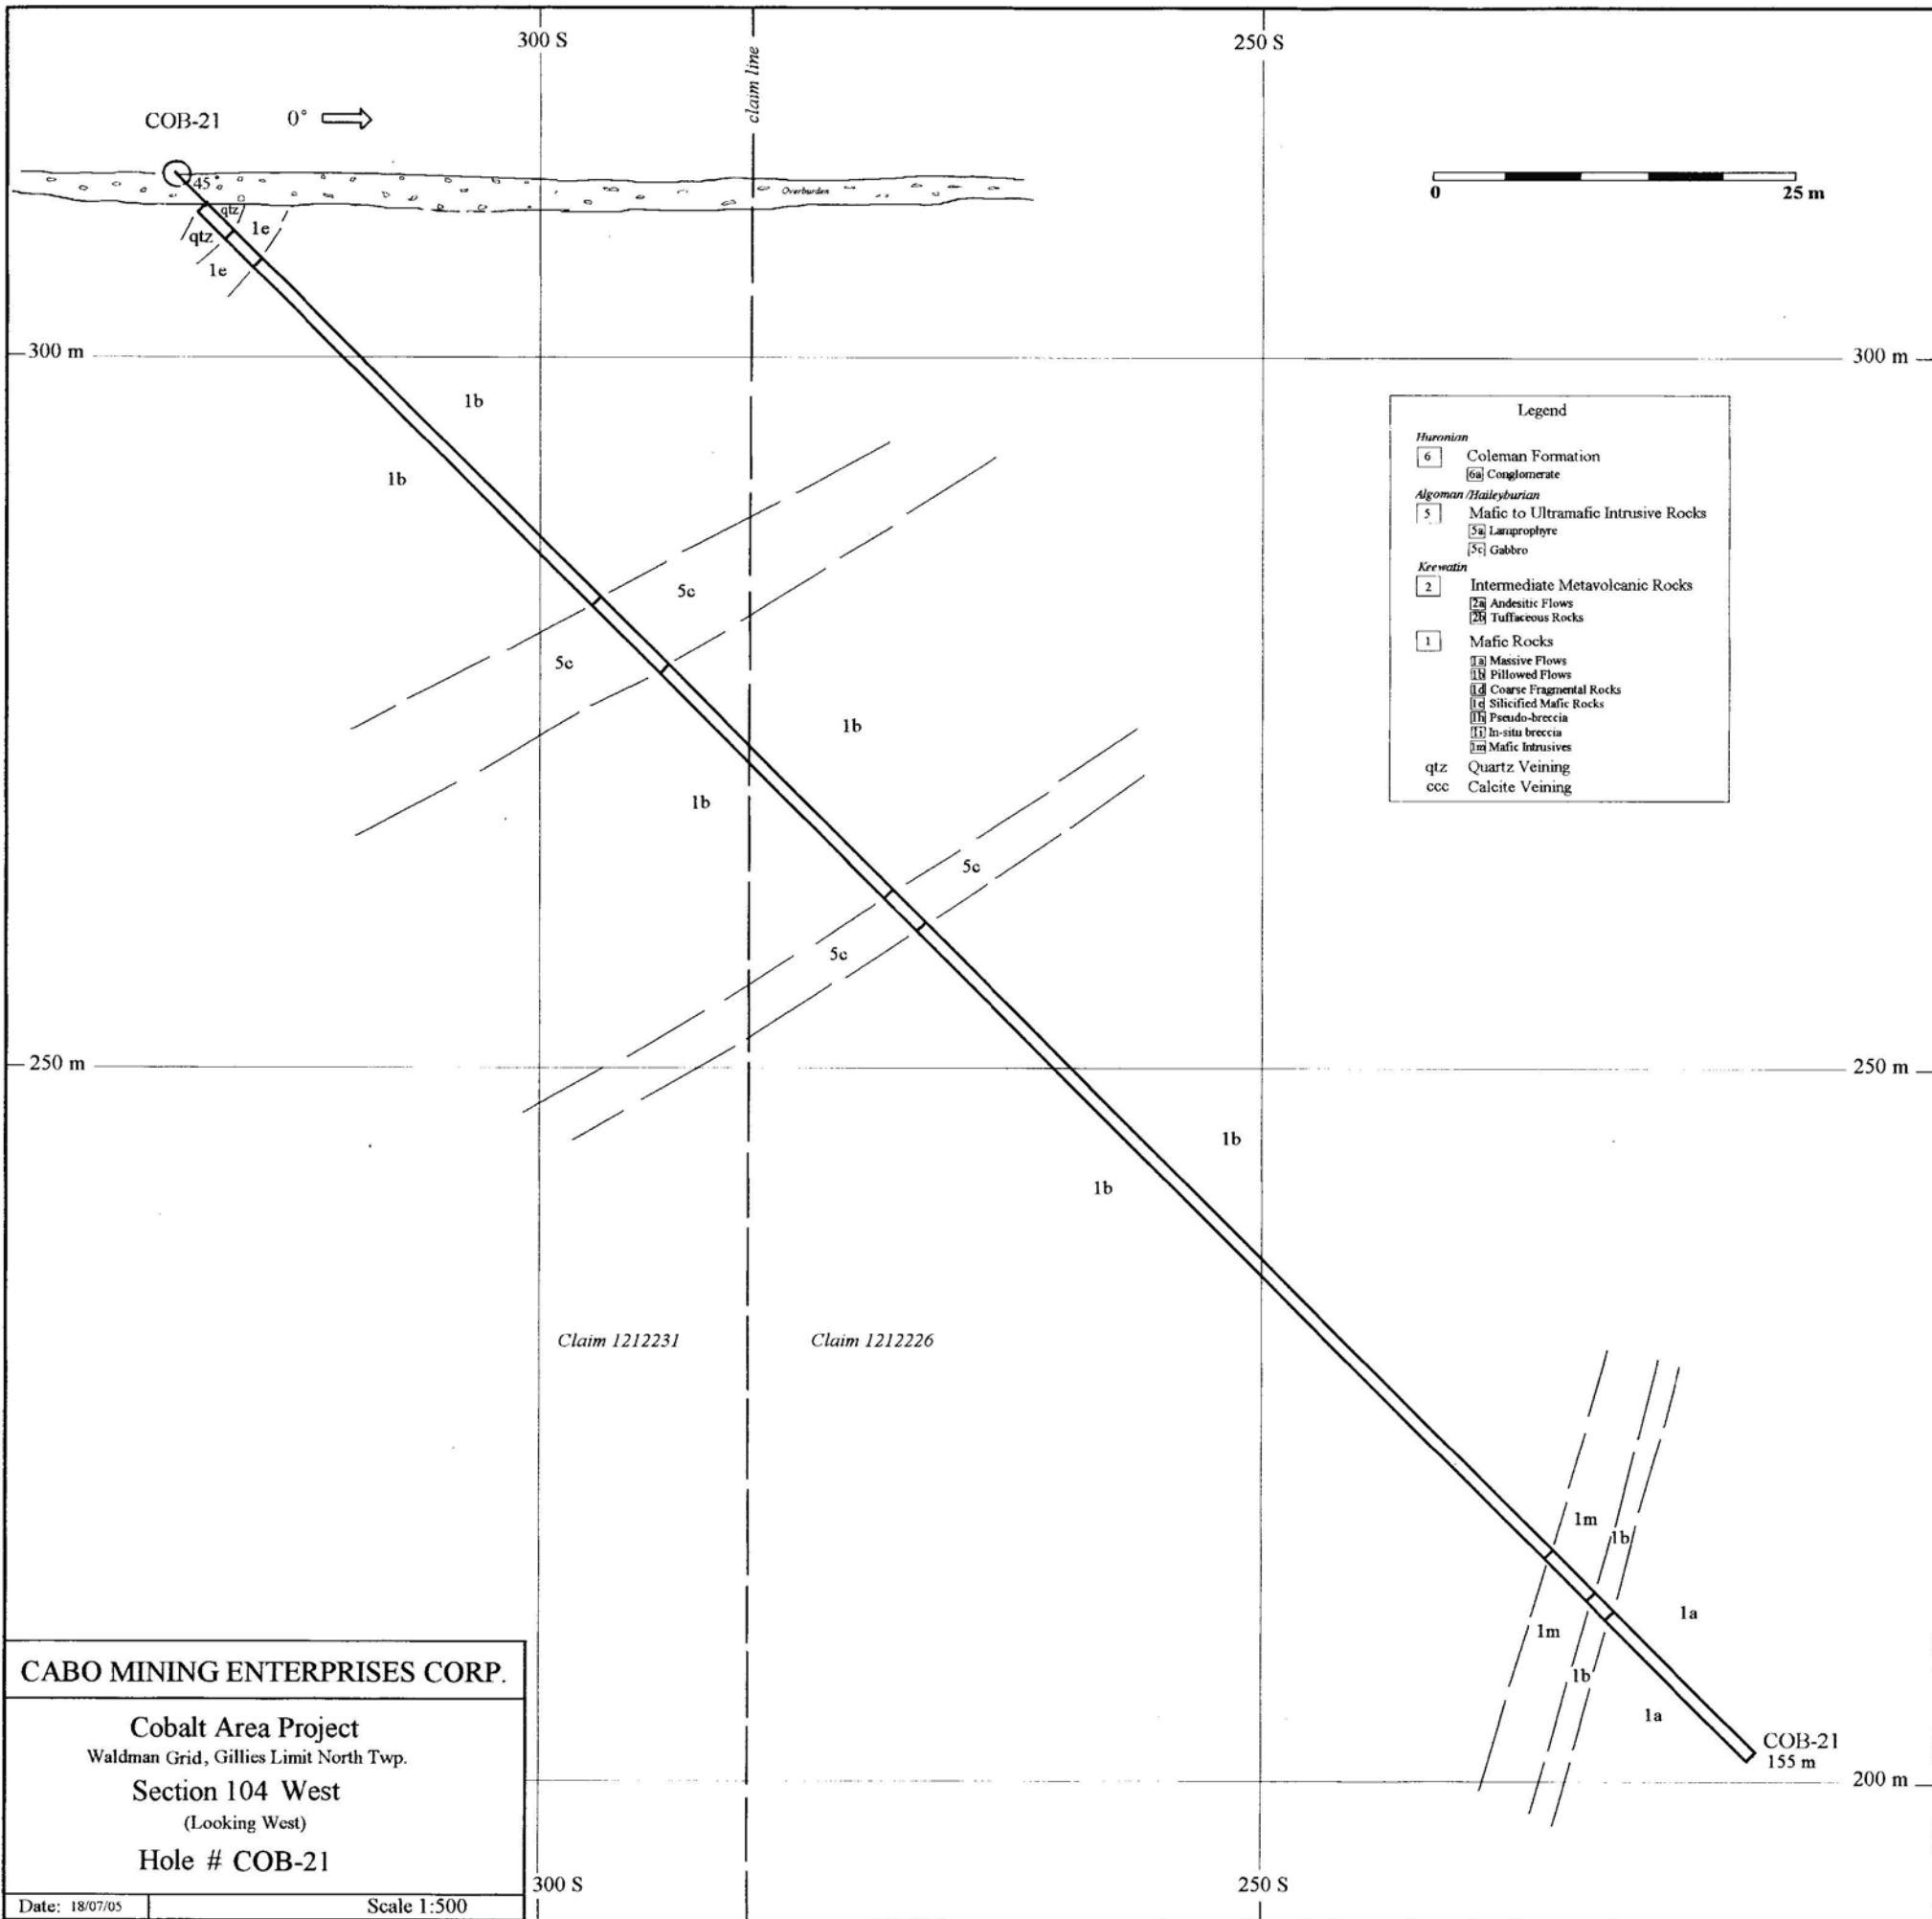 300 S
250 S
claim line
COB-21
0°
45°
Overburden
qtz
1e
qtz
1e
0
25 m
300 m
300 m
1b
1b
Legend
Huronian
6 Coleman Formation
6a Conglomerate
Algoman /Haileyburian
5 Mafic to Ultramafic Intrusive Rocks
5a Lamprophyre
5c Gabbro
Keewatin
2 Intermediate Metavolcanic Rocks
2a Andesitic Flows
2b Tuffaceous Rocks
1 Mafic Rocks
1a Massive Flows
1b Pillowed Flows
1d Coarse Fragmental Rocks
1e Silicified Mafic Rocks
1h Pseudo-breccia
1i In-situ breccia
1m Mafic Intrusives
qtz Quartz Veining
ccc Calcite Veining
5c
5c
1b
1b
5c
5c
250 m
250 m
1b
1b
Claim 1212231
Claim 1212226
1m
1b
1a
1m
1b
1a
COB-21
155 m
200 m
CABO MINING ENTERPRISES CORP.
Cobalt Area Project
Waldman Grid, Gillies Limit North Twp.
Section 104 West
(Looking West)
Hole # COB-21
Date: 18/07/05
Scale 1:500
300 S
250 S